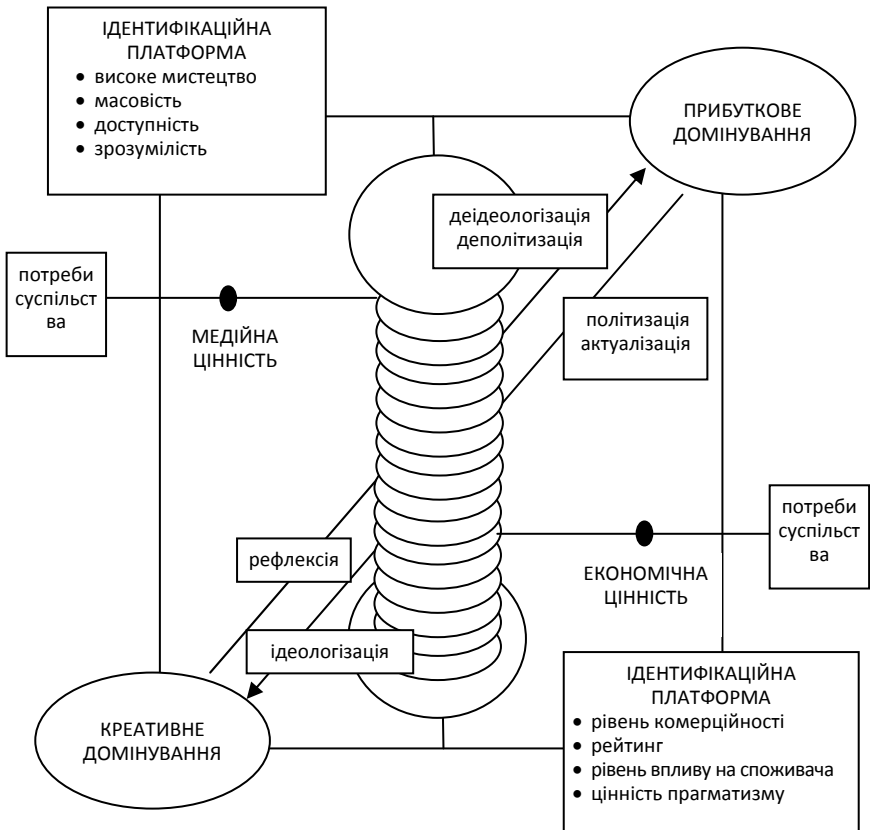 ІДЕНТИФІКАЦІЙНА
ПЛАТФОРМА
• високе мистецтво
• масовість
• доступність
• зрозумілість
ПРИБУТКОВЕ
ДОМІНУВАННЯ
деідеологізація
деполітизація
потреби
суспільст
ва
МЕДІЙНА
ЦІННІСТЬ
політизація
актуалізація
потреби
суспільст
ва
рефлексія
ЕКОНОМІЧНА
ЦІННІСТЬ
ідеологізація
КРЕАТИВНЕ
ДОМІНУВАННЯ
ІДЕНТИФІКАЦІЙНА
ПЛАТФОРМА
• рівень комерційності
• рейтинг
• рівень впливу на споживача
• цінність прагматизму